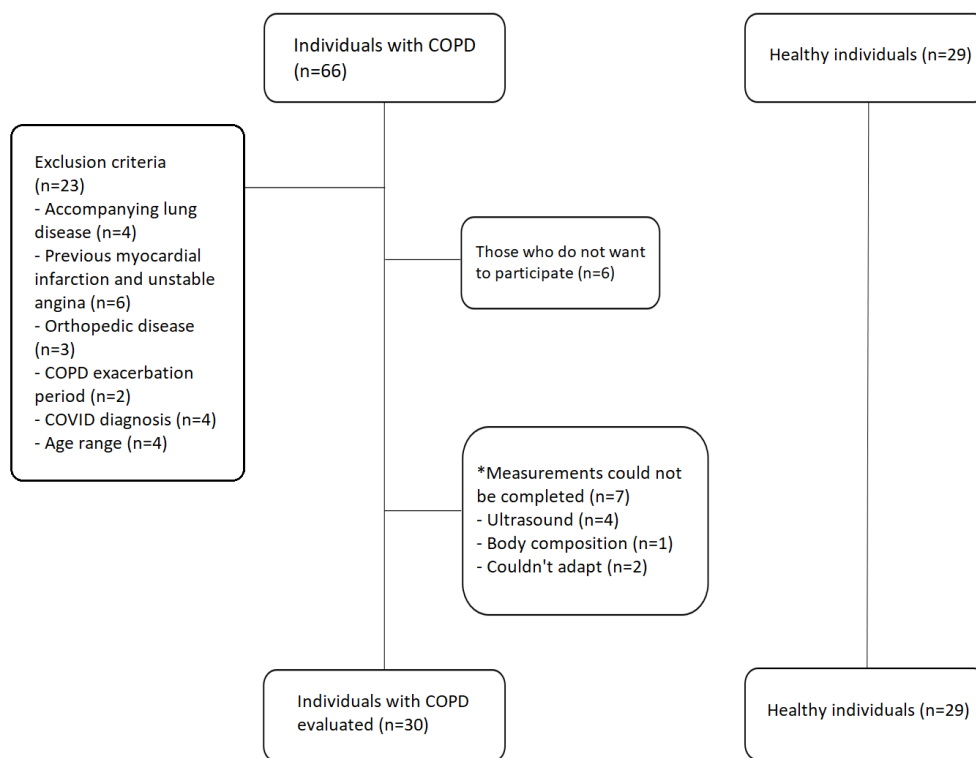 Individuals with COPD
(n=66)
Healthy individuals (n=29)
Exclusion criteria
(n=23)
- Accompanying lung
disease (n=4)
- Previous myocardial
infarction and unstable
angina (n=6)
- Orthopedic disease
(n=3)
- COPD exacerbation
period (n=2)
- COVID diagnosis (n=4)
- Age range (n=4)
Those who do not want
to participate (n=6)
*Measurements could not
be completed (n=7)
- Ultrasound (n=4)
- Body composition (n=1)
- Couldn't adapt (n=2)
Individuals with COPD
evaluated (n=30)
Healthy individuals (n=29)